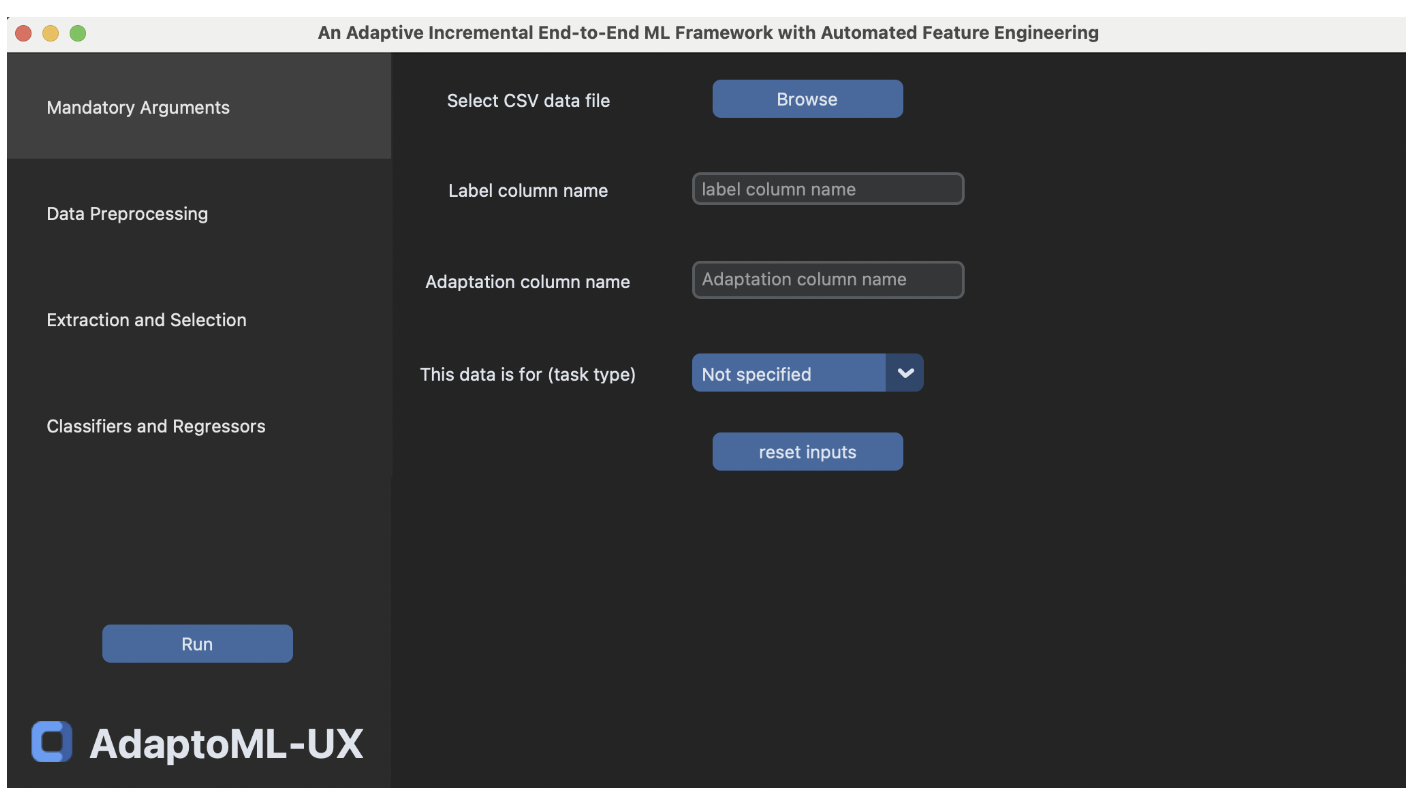 An Adaptive Incremental End-to-End ML Framework with Automated Feature Engineering
Mandatory Arguments
Data Preprocessing
Extraction and Selection
Classifiers and Regressors
Run
AdaptoML-UX
Select CSV data file
Browse
Label column name
label column name
Adaptation column name
Adaptation column name
This data is for (task type)
Not specified
reset inputs